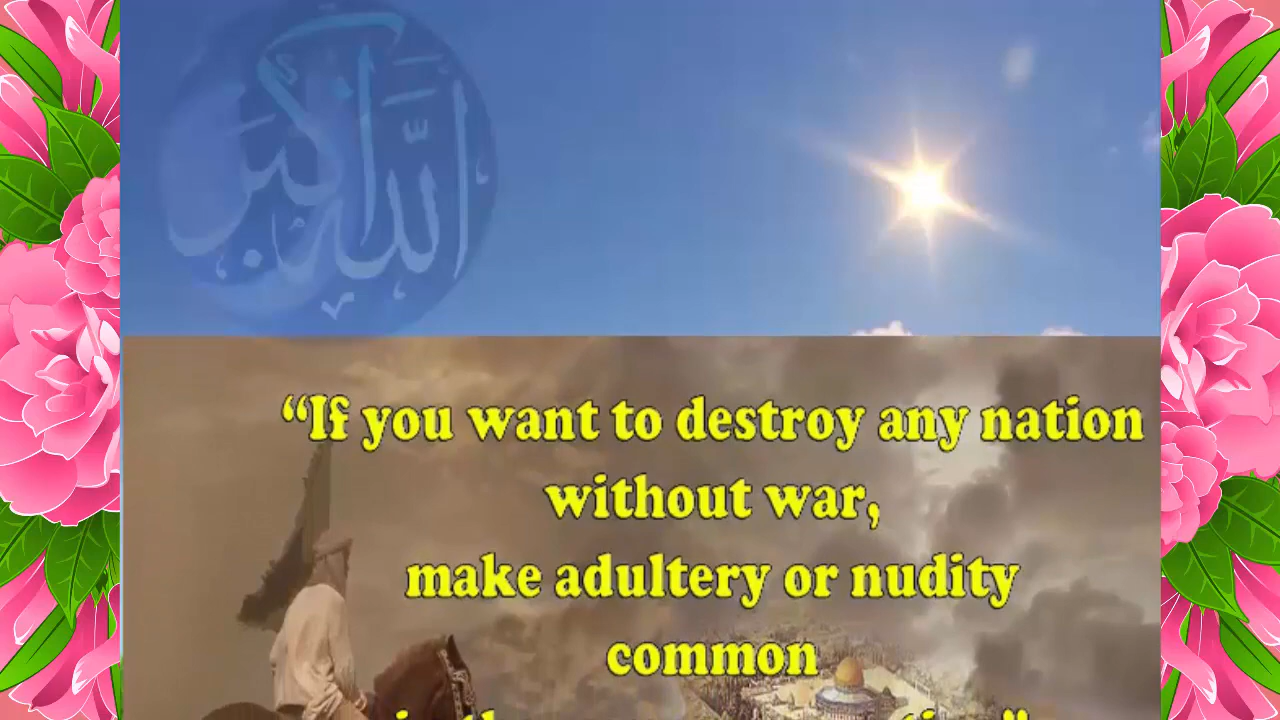 الله أكبر
“If you want to destroy any nation
without war,
make adultery or nudity
common